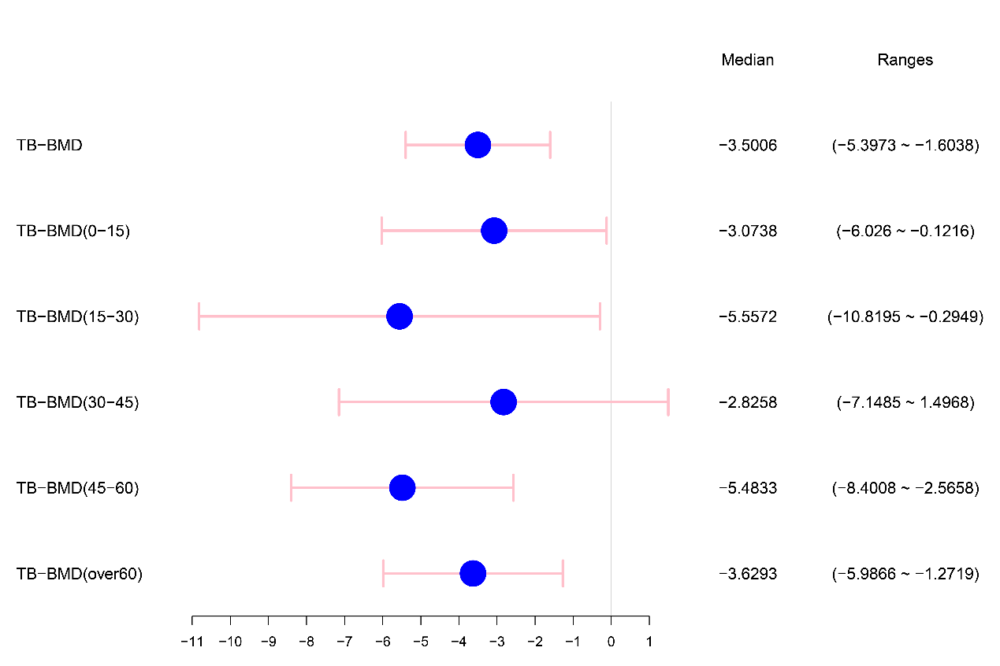 Median Ranges
TB−BMD −3.5006 (−5.3973 ~ −1.6038)
TB−BMD(0−15) −3.0738 (−6.026 ~ −0.1216)
TB−BMD(15−30) −5.5572 (−10.8195 ~ −0.2949)
TB−BMD(30−45) −2.8258 (−7.1485 ~ 1.4968)
TB−BMD(45−60) −5.4833 (−8.4008 ~ −2.5658)
TB−BMD(over60) −3.6293 (−5.9866 ~ −1.2719)
−11 −10 −9 −8 −7 −6 −5 −4 −3 −2 −1 0 1